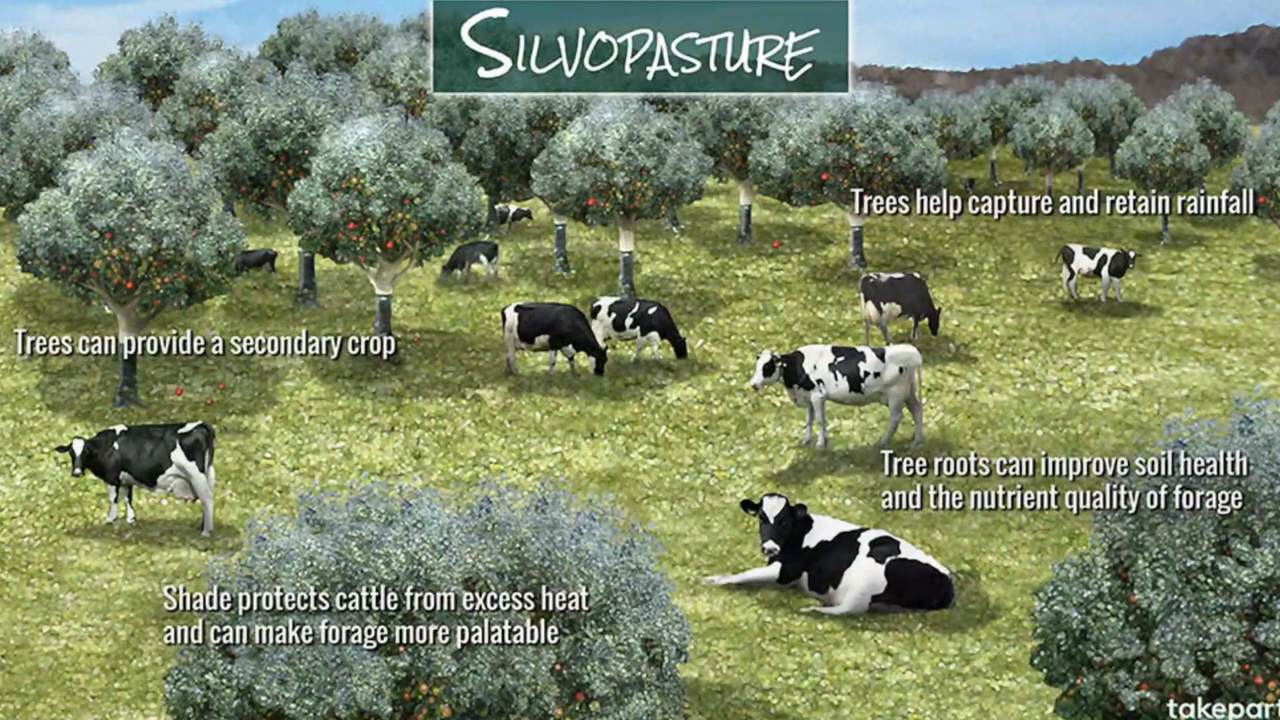 SILVOPASTURE
Trees help capture and retain rainfall
Trees can provide a secondary crop
Tree roots can improve soil health
and the nutrient quality of forage
Shade protects cattle from excess heat
and can make forage more palatable
takepart